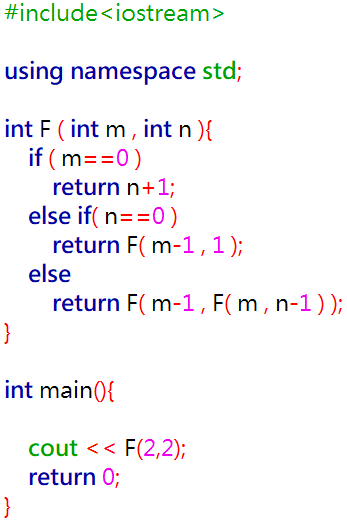 #include<iostream>
using namespace std;
int F ( int m , int n ){
if ( m==0 )
return n+1;
else if( n==0 )
return F( m-1 , 1 );
else
return F( m-1 , F( m , n-1 ) );
}
int main(){
cout << F(2,2);
return 0;
}